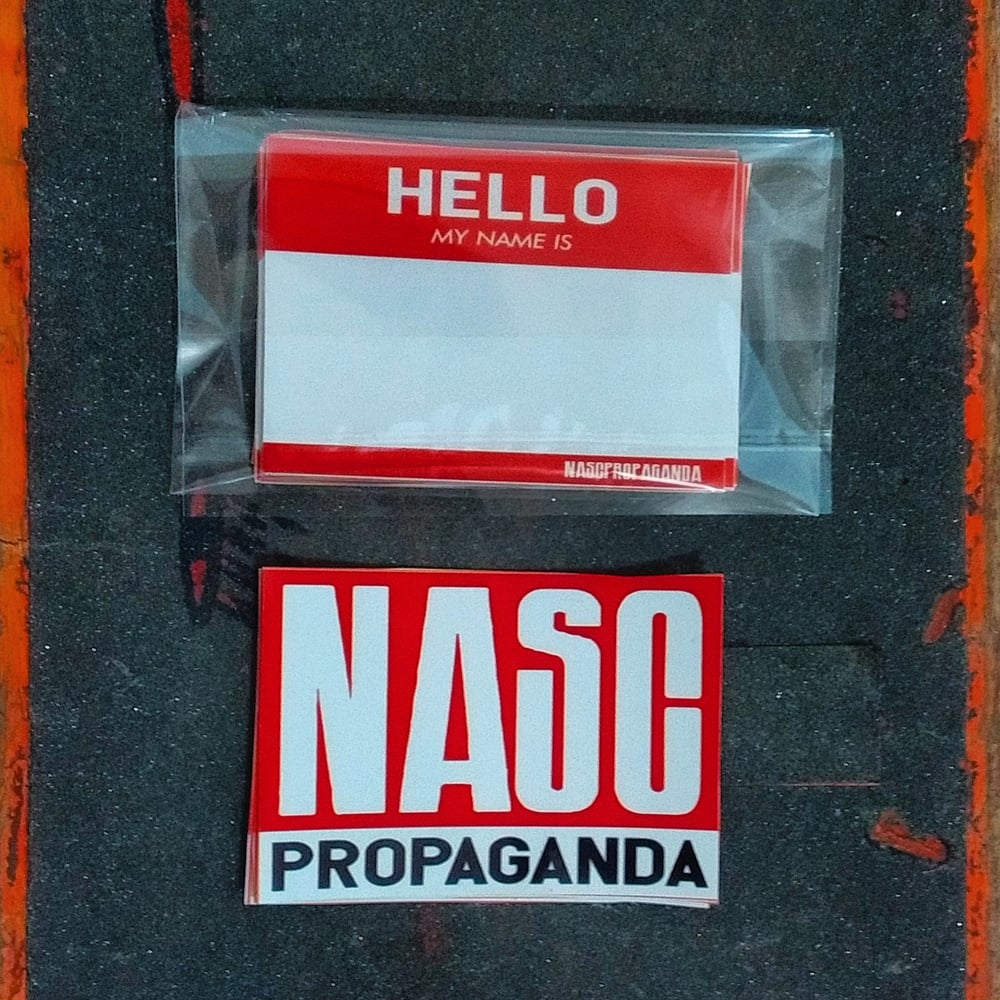 HELLO
MY NAME IS
NASCPROPAGANDA
NASC
PROPAGANDA